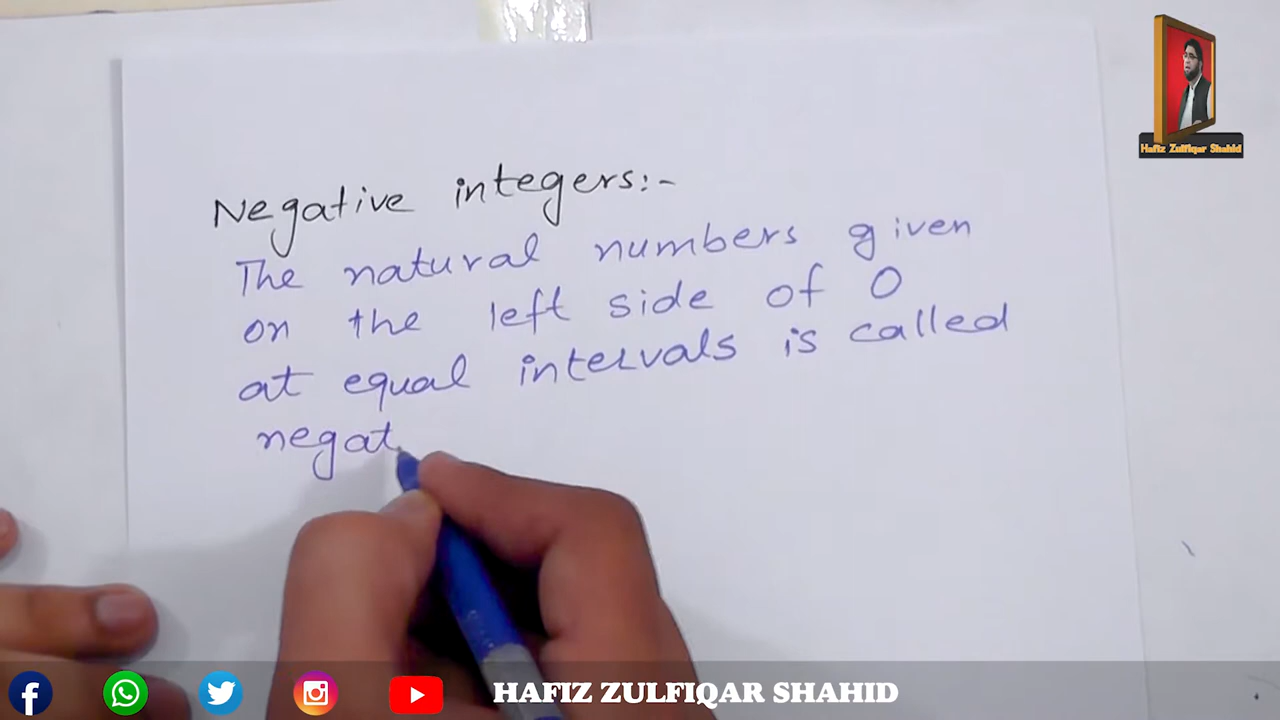 Hafiz Zulfiqar Shahid
Negative integers:-
The natural numbers given
on the left side of 0
at equal intervals is called
negat
HAFIZ ZULFIQAR SHAHID